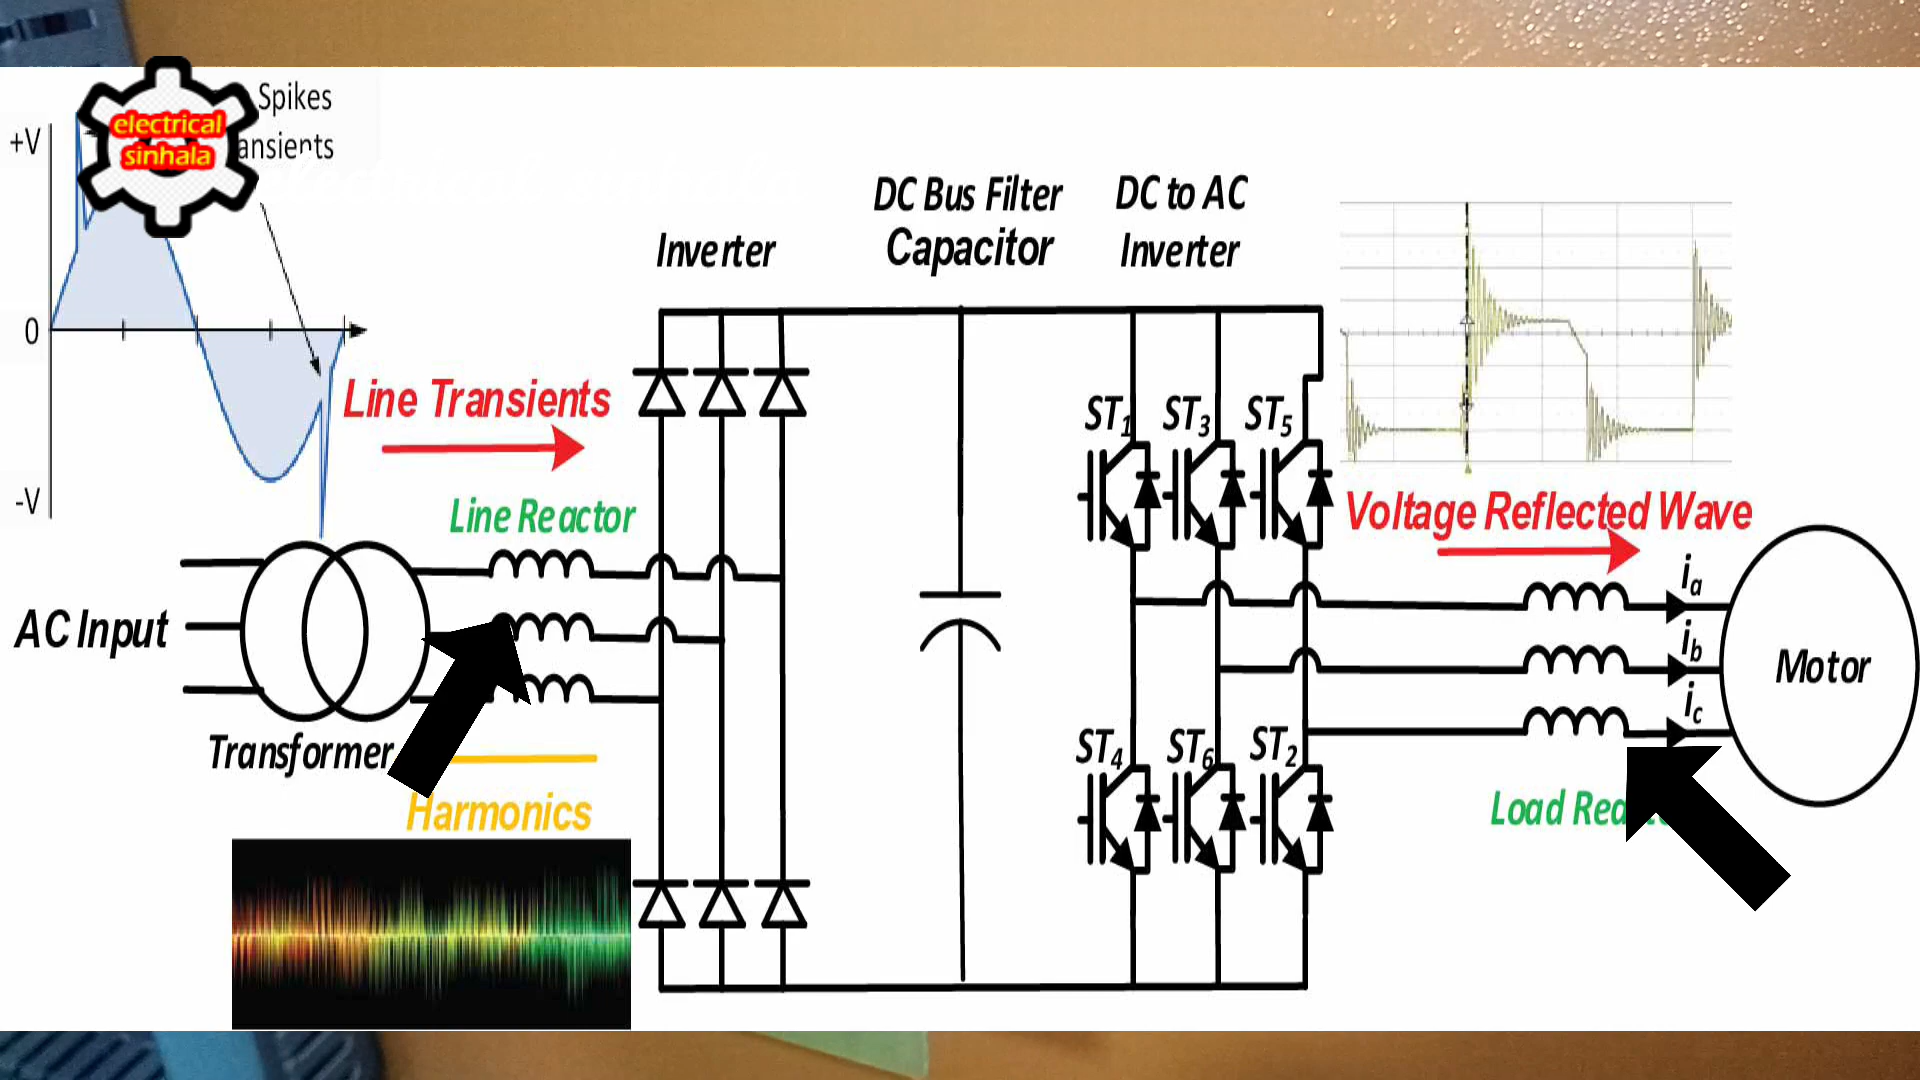 Spikes
electrical
sinhala
+V
0
-V
DC Bus Filter
Capacitor
DC to AC
Inverter
Inverter
Line Transients
Line Reactor
ST1
ST3
ST5
Voltage Reflected Wave
AC Input
Transformer
Harmonics
ia
ib
ic
Motor
ST4
ST6
ST2
Load